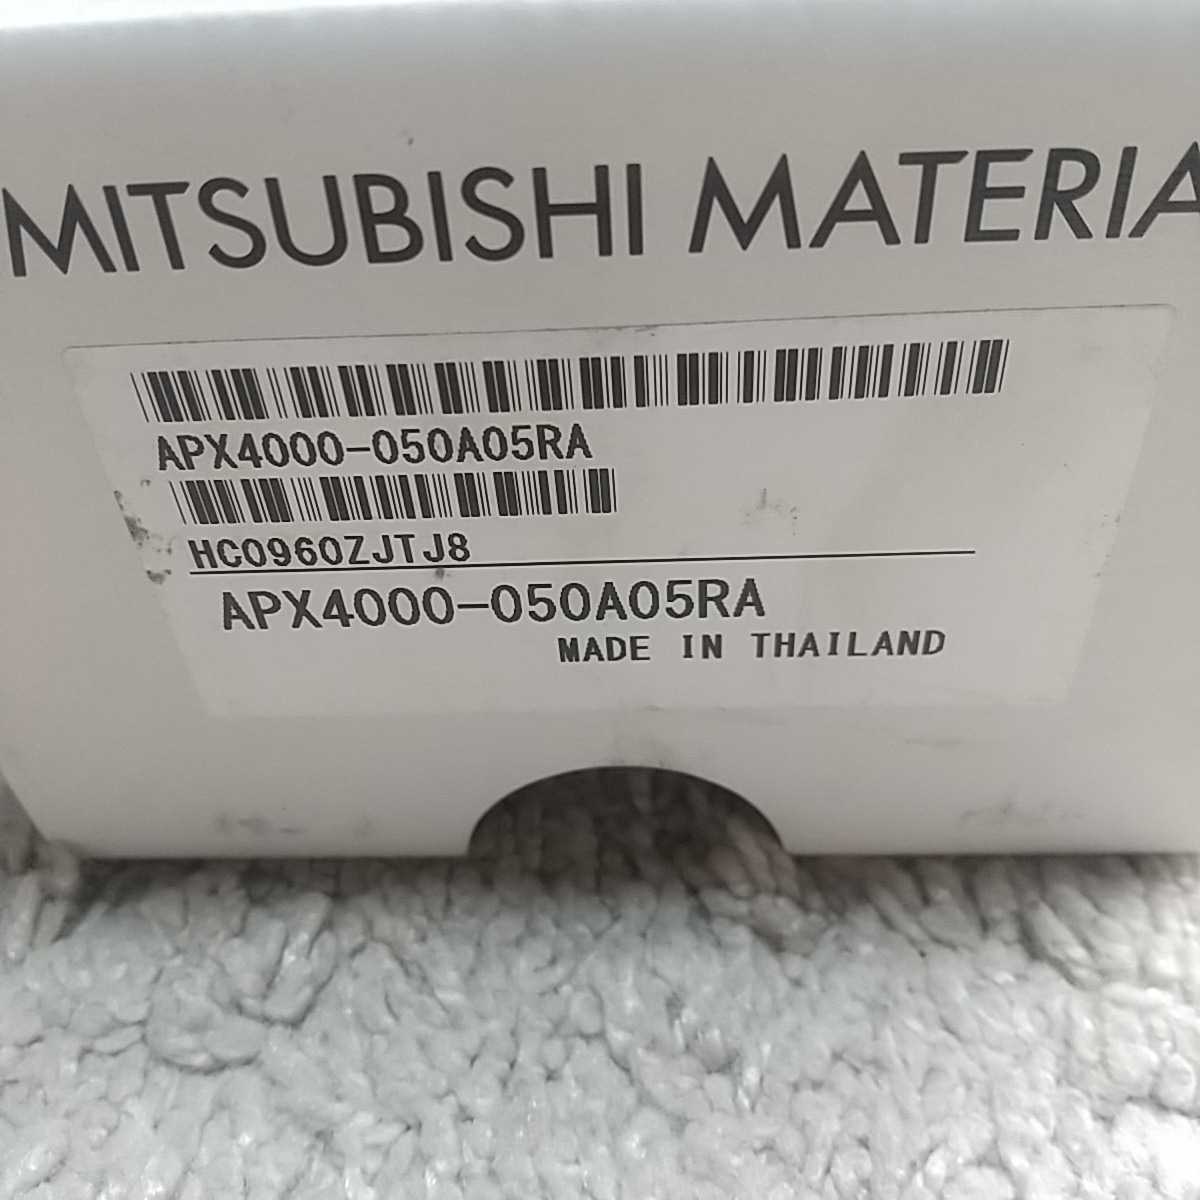 MITSUBISHI MATERIA
APX4000-050A05RA
HC0960ZJTJ8
APX4000-050A05RA
MADE IN THAILAND